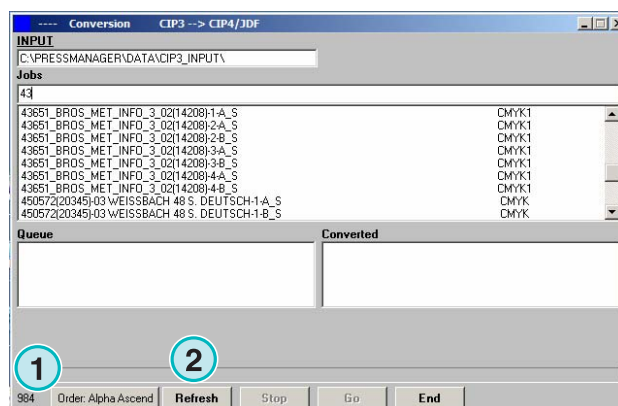 ---- Conversion CIP3 --> CIP4/JDF
INPUT
C:\PRESSMANAGER\DATA\CIP3_INPUT\
Jobs
43
43651_BROS_MET_INFO_3_02(14208)-1-A_S CMYK1
43651_BROS_MET_INFO_3_02(14208)-2-A_S CMYK1
43651_BROS_MET_INFO_3_02(14208)-2-B_S CMYK1
43651_BROS_MET_INFO_3_02(14208)-3-A_S CMYK1
43651_BROS_MET_INFO_3_02(14208)-3-B_S CMYK1
43651_BROS_MET_INFO_3_02(14208)-4-A_S CMYK1
43651_BROS_MET_INFO_3_02(14208)-4-B_S CMYK1
450572(20345)-03 WEISSBACH 48 S. DEUTSCH-1-A_S CMYK
450572(20345)-03 WEISSBACH 48 S. DEUTSCH-1-B_S CMYK
Queue Converted
1 2
984 Order: Alpha Ascend Refresh Stop Go End